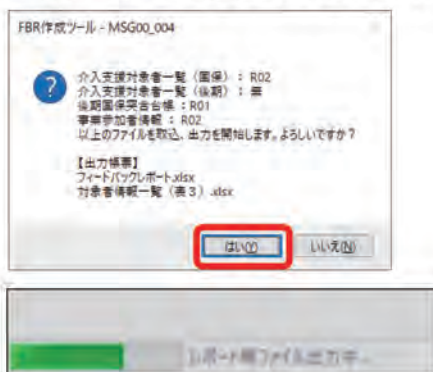 FBR作成ツール - MSG00_004
介入支援対象者一覧（国保）：R02
介入支援対象者一覧（後期）：無
後期国保突合台帳：R01
事業参加者情報：R02
以上のファイルを取込、出力を開始します。よろしいですか？
【出力帳票】
フィードバックレポート.xlsx
対象者情報一覧（表3）.xlsx
はい(Y)
いいえ(N)
レポート用ファイル出力中...